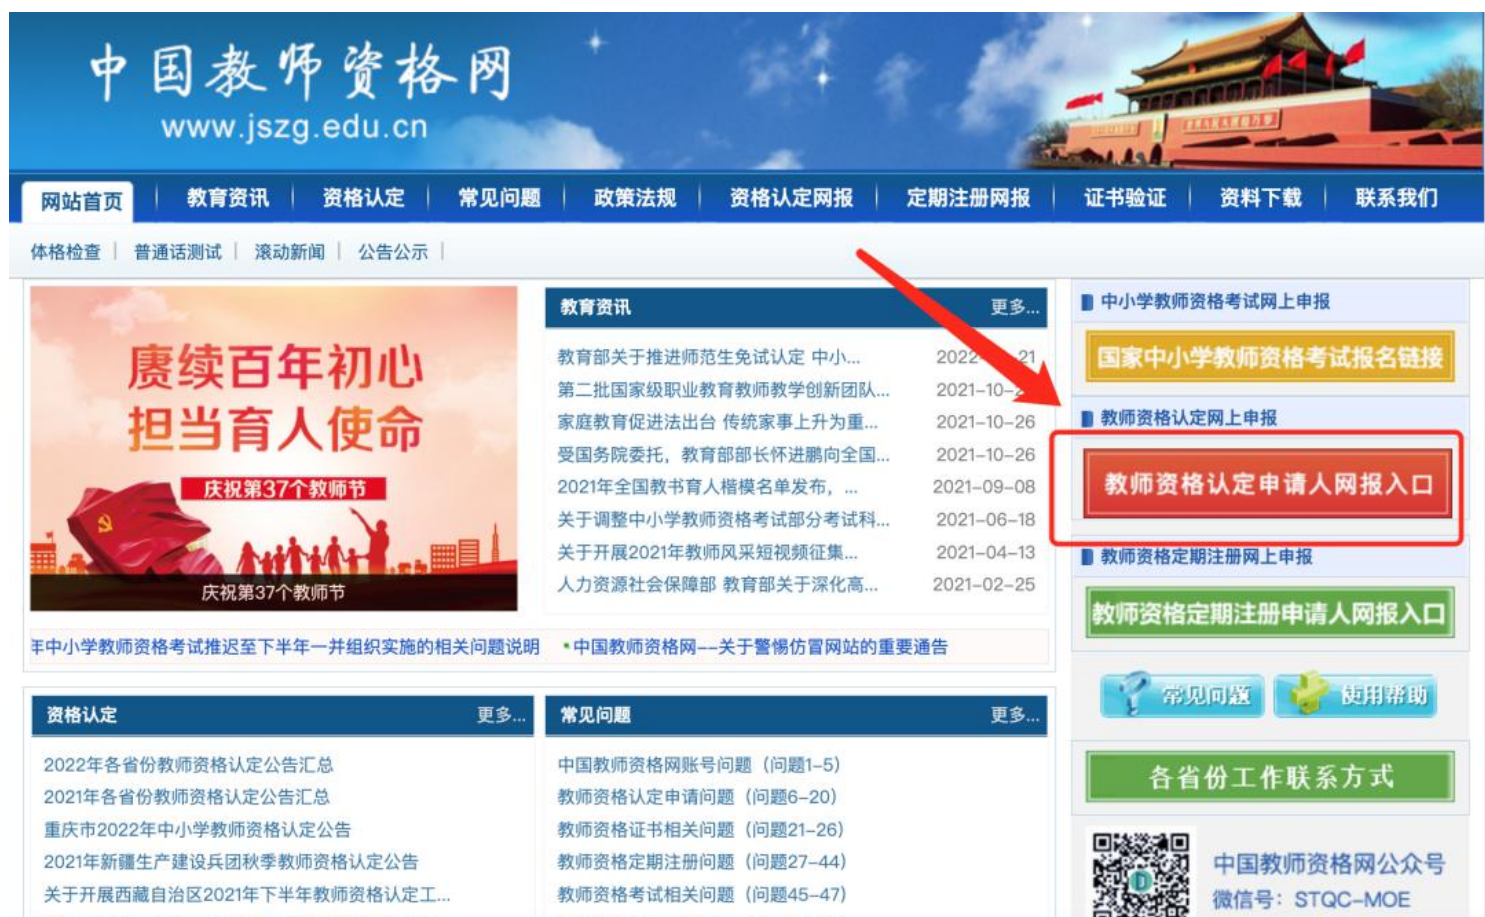 中国教师资格网
www.jszg.edu.cn
网站首页 教育资讯 资格认定 常见问题 政策法规 资格认定网报 定期注册网报 证书验证 资料下载 联系我们
体格检查 普通话测试 滚动新闻 公告公示
赓续百年初心
担当育人使命
庆祝第37个教师节
庆祝第37个教师节
教育资讯 更多...
教育部关于推进师范生免试认定 中小... 2022-21
第二批国家级职业教育教师教学创新团队... 2021-10-2
家庭教育促进法出台 传统家事上升为重... 2021-10-26
受国务院委托，教育部部长怀进鹏向全国... 2021-10-26
2021年全国教书育人楷模名单发布，... 2021-09-08
关于调整中小学教师资格考试部分考试科... 2021-06-18
关于开展2021年教师风采短视频征集... 2021-04-13
人力资源社会保障部 教育部关于深化高... 2021-02-25
中小学教师资格考试网上申报
国家中小学教师资格考试报名链接
教师资格认定网上申报
教师资格认定申请人网报入口
教师资格定期注册网上申报
教师资格定期注册申请人网报入口
年中小学教师资格考试推迟至下半年一并组织实施的相关问题说明 •中国教师资格网--关于警惕仿冒网站的重要通告
常见问题 使用帮助
各省份工作联系方式
中国教师资格网公众号
微信号：STQC-MOE
资格认定 更多...
2022年各省份教师资格认定公告汇总
2021年各省份教师资格认定公告汇总
重庆市2022年中小学教师资格认定公告
2021年新疆生产建设兵团秋季教师资格认定公告
关于开展西藏自治区2021年下半年教师资格认定工...
常见问题 更多...
中国教师资格网账号问题（问题1-5）
教师资格认定申请问题（问题6-20）
教师资格证书相关问题（问题21-26）
教师资格定期注册问题（问题27-44）
教师资格考试相关问题（问题45-47）